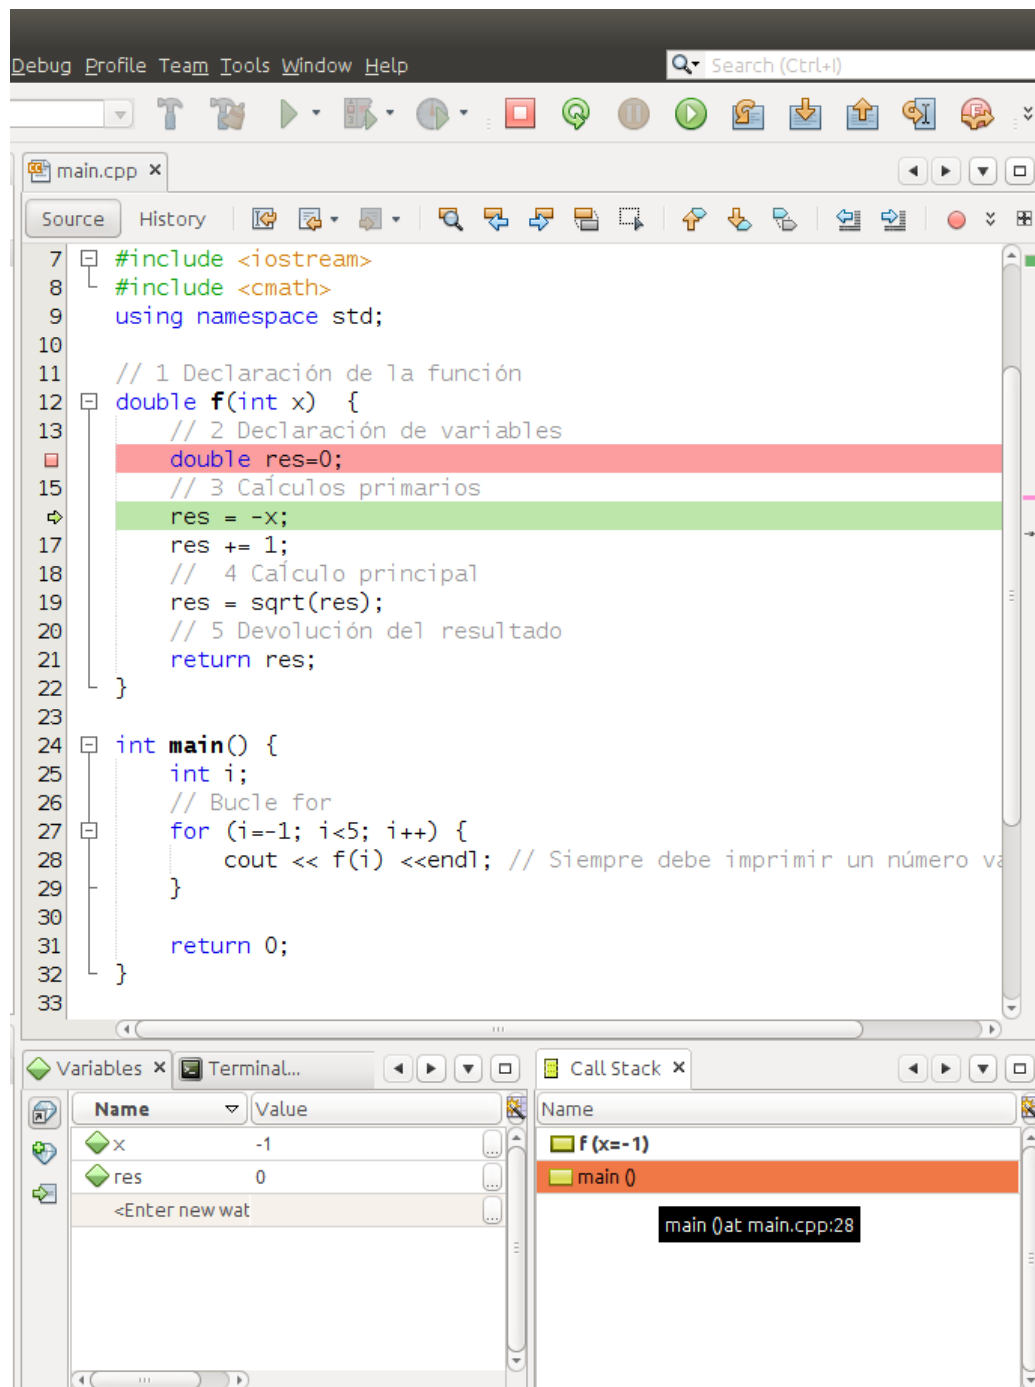 Debug Profile Team Tools Window Help Search (Ctrl+I)
main.cpp
Source History
7 #include <iostream>
8 #include <cmath>
9 using namespace std;
10
11 // 1 Declaración de la función
12 double f(int x) {
13 // 2 Declaración de variables
double res=0;
15 // 3 Calćulos primarios
res = -x;
17 res += 1;
18 // 4 Calćulo principal
19 res = sqrt(res);
20 // 5 Devolución del resultado
21 return res;
22 }
23
24 int main() {
25 int i;
26 // Bucle for
27 for (i=-1; i<5; i++) {
28 cout << f(i) <<endl; // Siempre debe imprimir un número va
29 }
30
31 return 0;
32 }
33
Variables Terminal...
Name Value
x -1
res 0
<Enter new wat
Call Stack
Name
f (x=-1)
main ()
main ()at main.cpp:28